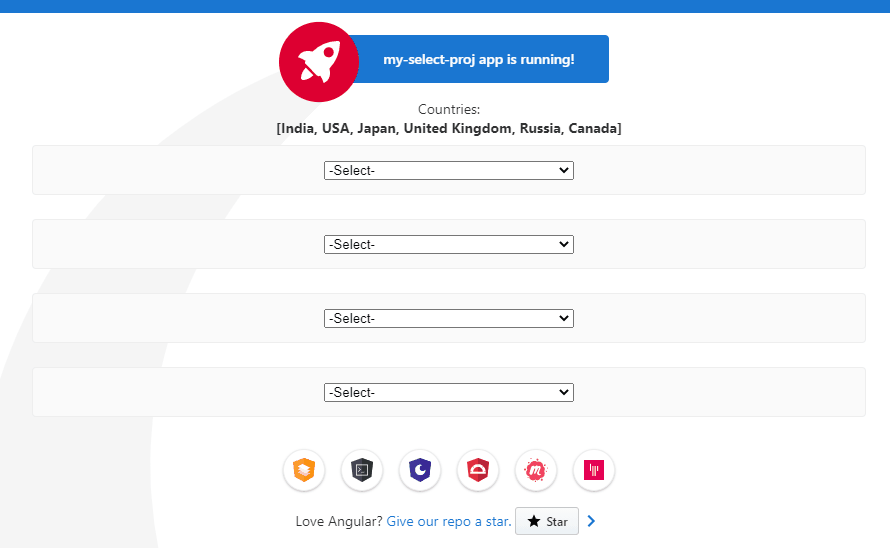 my-select-proj app is running!
Countries:
[India, USA, Japan, United Kingdom, Russia, Canada]
-Select-
-Select-
-Select-
-Select-
Love Angular? Give our repo a star. Star